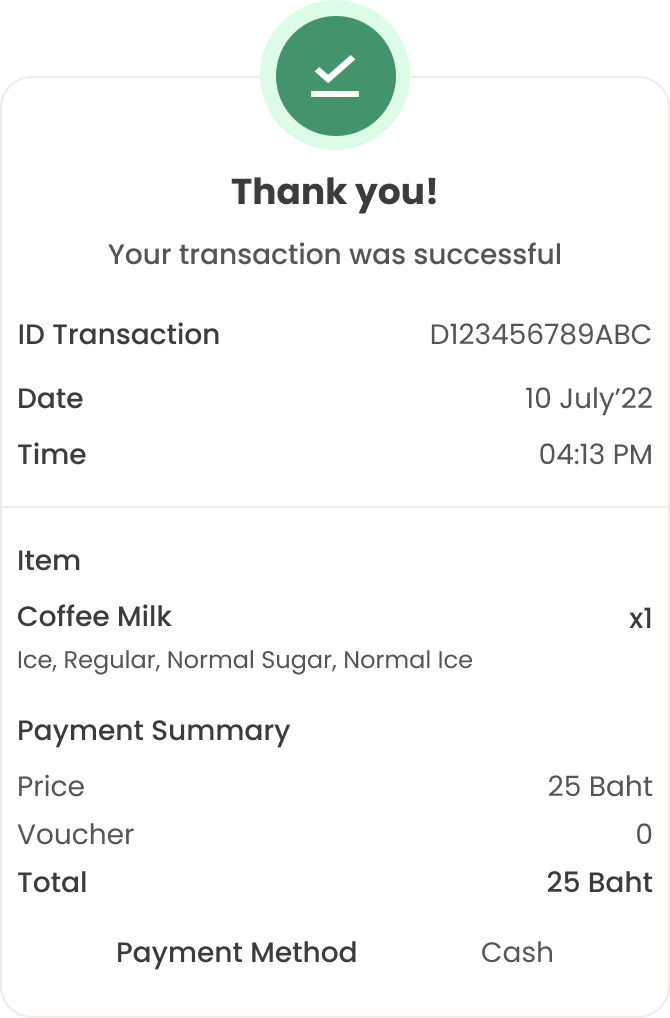 Thank you!
Your transaction was successful
ID Transaction D123456789ABC
Date 10 July’22
Time 04:13 PM
Item
Coffee Milk x1
Ice, Regular, Normal Sugar, Normal Ice
Payment Summary
Price 25 Baht
Voucher 0
Total 25 Baht
Payment Method Cash